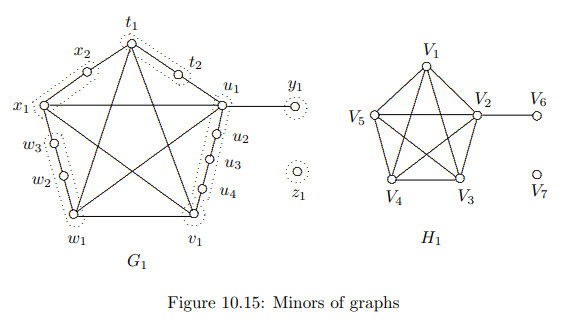 t₁
x₂
t₂
x₁
u₁
y₁
w₃
u₂
w₂
u₃
u₄
z₁
w₁
v₁
G₁
V₁
V₅
V₂
V₆
V₄
V₃
V₇
H₁
Figure 10.15: Minors of graphs